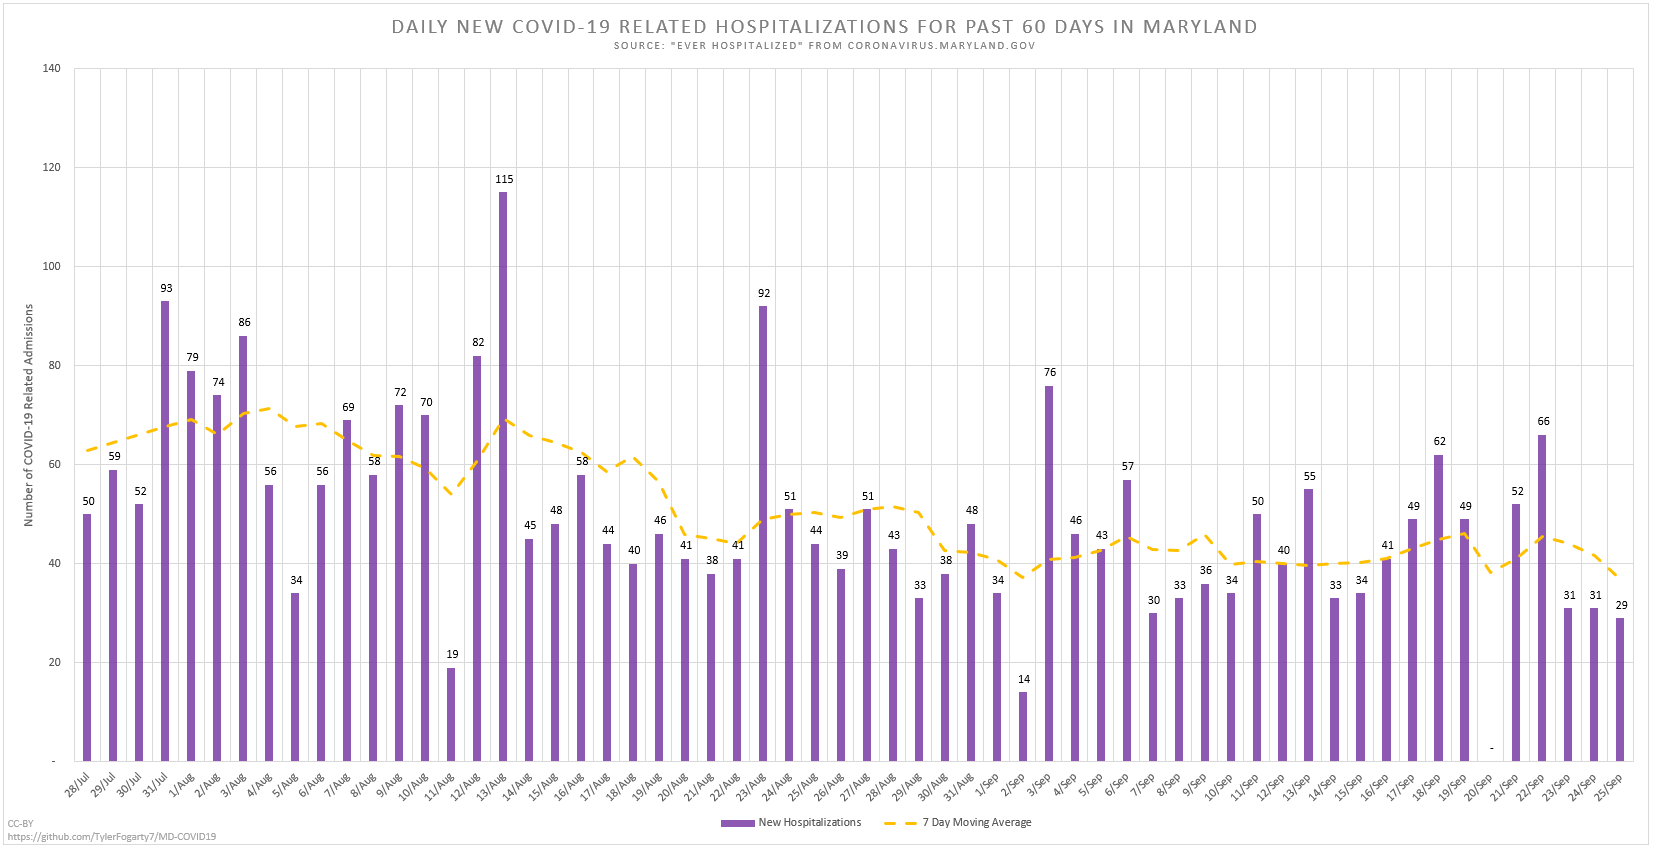 DAILY NEW COVID-19 RELATED HOSPITALIZATIONS FOR PAST 60 DAYS IN MARYLAND
SOURCE: "EVER HOSPITALIZED" FROM CORONAVIRUS.MARYLAND.GOV
Number of COVID-19 Related Admissions
140
120
100
80
60
40
20
-
50
59
52
93
79
74
86
56
34
56
69
58
72
70
19
82
115
45
48
58
44
40
46
41
38
41
92
51
44
39
51
43
33
38
48
34
14
76
46
43
57
30
33
36
34
50
40
55
33
34
41
49
62
49
-
52
66
31
31
29
28/Jul
29/Jul
30/Jul
31/Jul
1/Aug
2/Aug
3/Aug
4/Aug
5/Aug
6/Aug
7/Aug
8/Aug
9/Aug
10/Aug
11/Aug
12/Aug
13/Aug
14/Aug
15/Aug
16/Aug
17/Aug
18/Aug
19/Aug
20/Aug
21/Aug
22/Aug
23/Aug
24/Aug
25/Aug
26/Aug
27/Aug
28/Aug
29/Aug
30/Aug
31/Aug
1/Sep
2/Sep
3/Sep
4/Sep
5/Sep
6/Sep
7/Sep
8/Sep
9/Sep
10/Sep
11/Sep
12/Sep
13/Sep
14/Sep
15/Sep
16/Sep
17/Sep
18/Sep
19/Sep
20/Sep
21/Sep
22/Sep
23/Sep
24/Sep
25/Sep
New Hospitalizations
7 Day Moving Average
CC-BY
https://github.com/TylerFogarty7/MD-COVID19